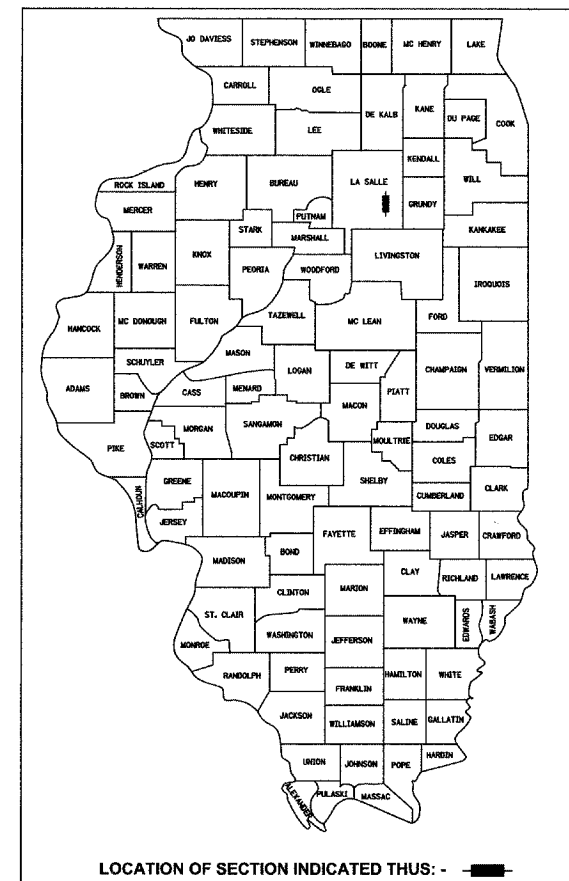 JO DAVIESS
STEPHENSON
WINNEBAGO
BOONE
MC HENRY
LAKE
CARROLL
OGLE
DE KALB
KANE
DU PAGE
COOK
WHITESIDE
LEE
KENDALL
WILL
ROCK ISLAND
HENRY
BUREAU
LA SALLE
GRUNDY
MERCER
PUTNAM
KANKAKEE
STARK
MARSHALL
HENDERSON
WARREN
KNOX
PEORIA
WOODFORD
LIVINGSTON
IROQUOIS
HANCOCK
MC DONOUGH
FULTON
TAZEWELL
MC LEAN
FORD
SCHUYLER
MASON
LOGAN
DE WITT
CHAMPAIGN
VERMILION
ADAMS
BROWN
CASS
MENARD
MACON
PIATT
MORGAN
SANGAMON
DOUGLAS
EDGAR
PIKE
SCOTT
CHRISTIAN
MOULTRIE
COLES
CALHOUN
GREENE
MACOUPIN
MONTGOMERY
SHELBY
CUMBERLAND
CLARK
JERSEY
FAYETTE
EFFINGHAM
JASPER
CRAWFORD
MADISON
BOND
CLAY
RICHLAND
LAWRENCE
CLINTON
MARION
ST. CLAIR
WAYNE
EDWARDS
WABASH
MONROE
WASHINGTON
JEFFERSON
RANDOLPH
PERRY
HAMILTON
WHITE
FRANKLIN
JACKSON
WILLIAMSON
SALINE
GALLATIN
UNION
JOHNSON
POPE
HARDIN
ALEXANDER
PULASKI
MASSAC
LOCATION OF SECTION INDICATED THUS: -